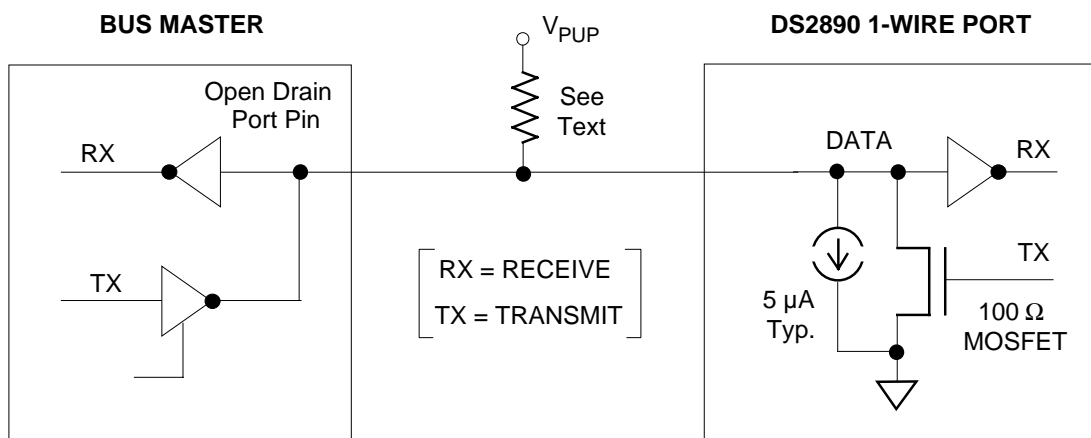 BUS MASTER
V_PUP
DS2890 1-WIRE PORT
Open Drain
Port Pin
See
Text
RX
DATA
RX
TX
RX = RECEIVE
TX = TRANSMIT
5 µA
Typ.
TX
100 Ω
MOSFET